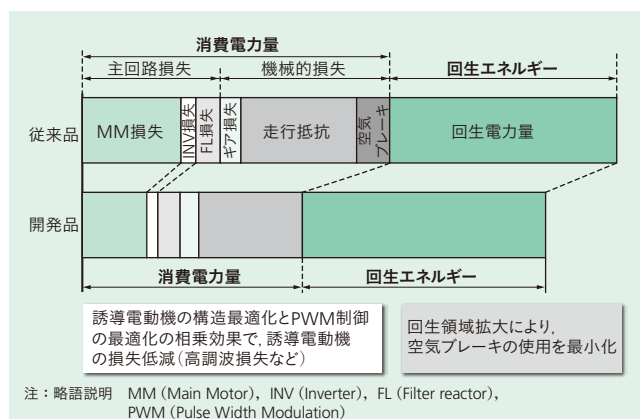 消費電力量
主回路損失 機械的損失 回生エネルギー
従来品 MM損失 INV損失 FL損失 ギア損失 走行抵抗 空気ブレーキ 回生電力量
開発品
消費電力量 回生エネルギー
誘導電動機の構造最適化とPWM制御
の最適化の相乗効果で，誘導電動機
の損失低減（高調波損失など）
回生領域拡大により，
空気ブレーキの使用を最小化
注：略語説明 MM（Main Motor），INV（Inverter），FL（Filter reactor），
PWM（Pulse Width Modulation）